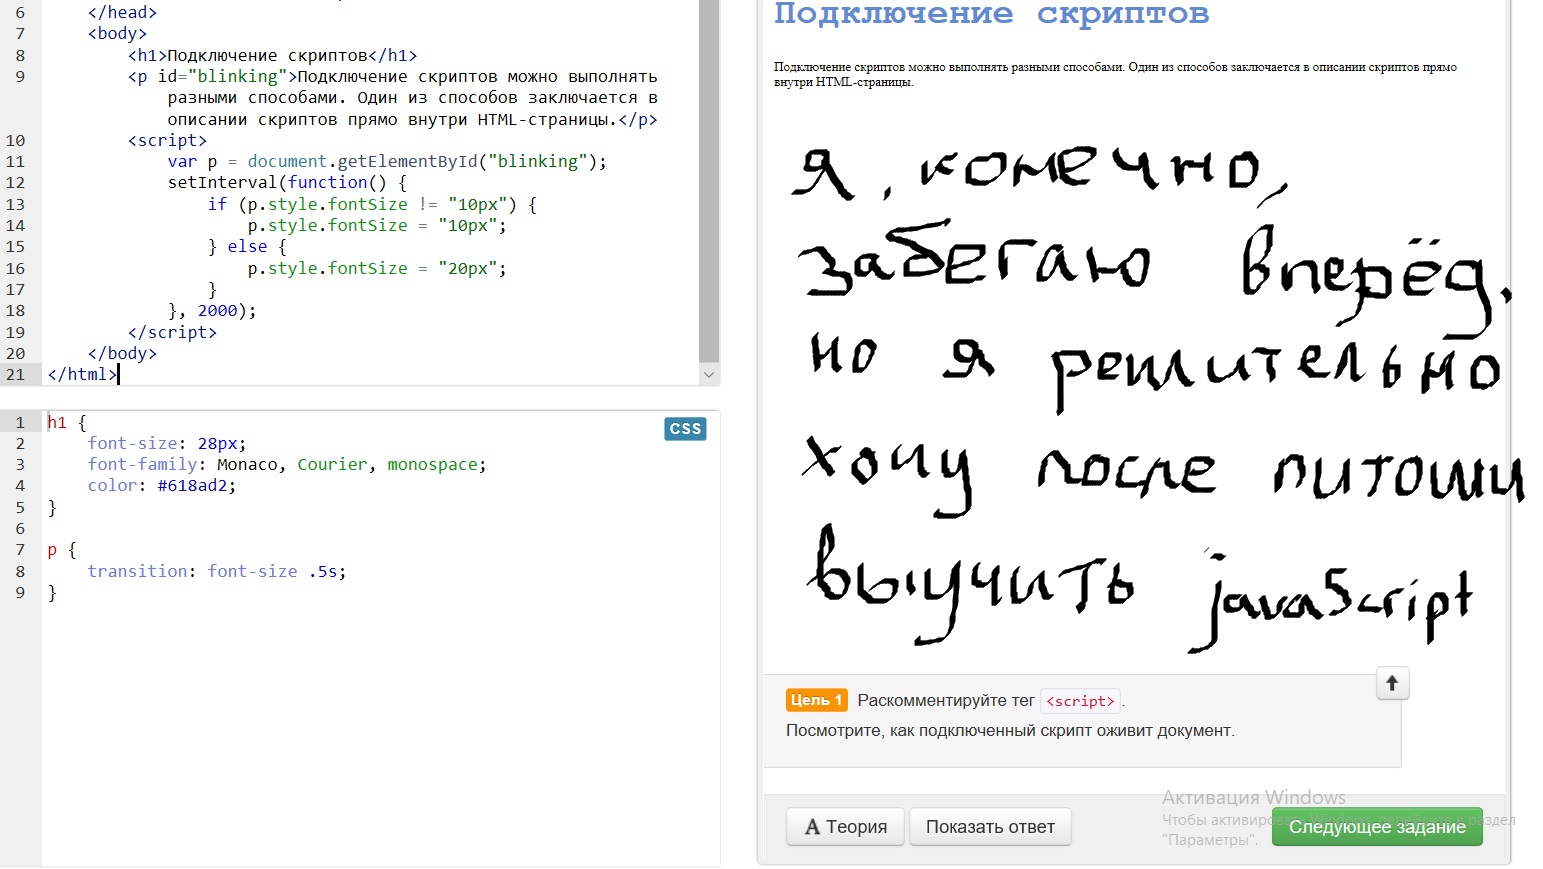 6 </head>
7 <body>
8 <h1>Подключение скриптов</h1>
9 <p id="blinking">Подключение скриптов можно выполнять
разными способами. Один из способов заключается в
описании скриптов прямо внутри HTML-страницы.</p>
10 <script>
11 var p = document.getElementById("blinking");
12 setInterval(function() {
13 if (p.style.fontSize != "10px") {
14 p.style.fontSize = "10px";
15 } else {
16 p.style.fontSize = "20px";
17 }
18 }, 2000);
19 </script>
20 </body>
21 </html>
CSS
1 h1 {
2 font-size: 28px;
3 font-family: Monaco, Courier, monospace;
4 color: #618ad2;
5 }
6
7 p {
8 transition: font-size .5s;
9 }
Подключение скриптов
Подключение скриптов можно выполнять разными способами. Один из способов заключается в описании скриптов прямо
внутри HTML-страницы.
я, конечно,
забегаю вперёд,
но я решительно
хочу после питоши
выучить javaScript
Цель 1 Раскомментируйте тег <script>.
Посмотрите, как подключенный скрипт оживит документ.
A Теория
Показать ответ
Следующее задание
Активация Windows
Чтобы активировать Windows, перейдите в раздел
"Параметры".